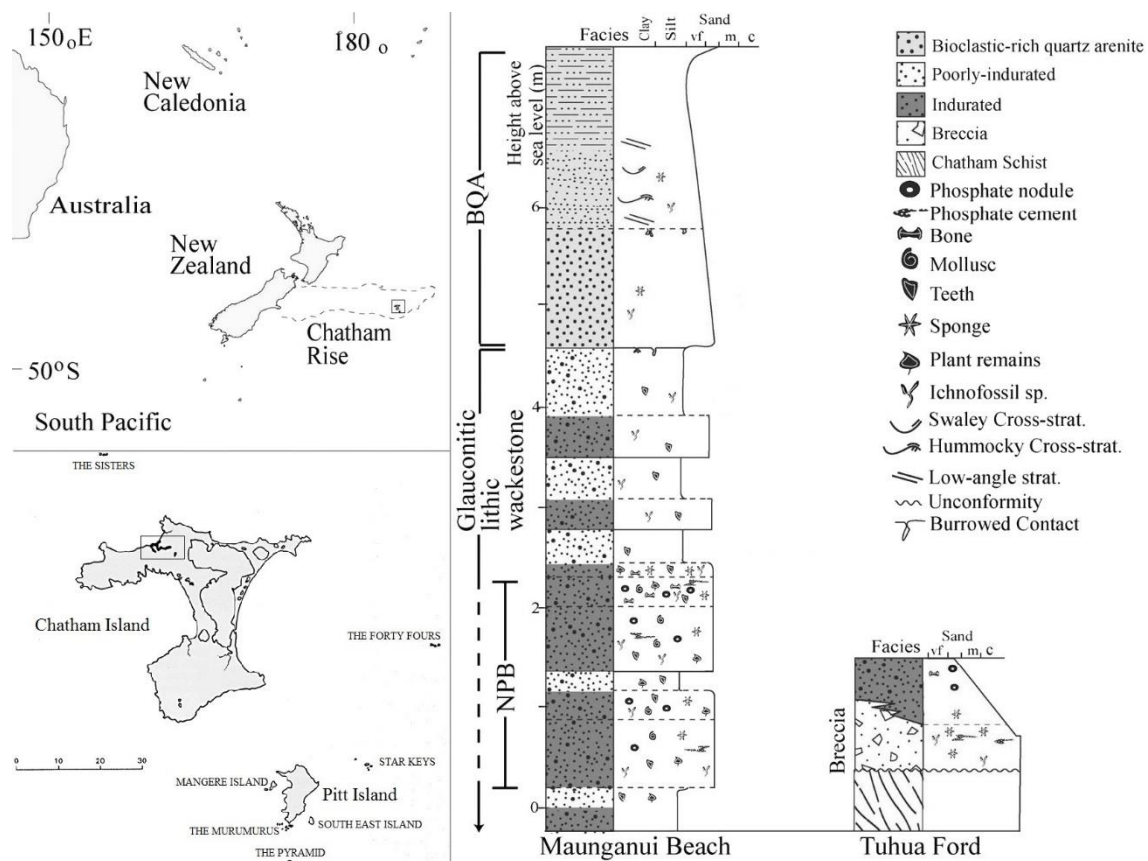 150 o E
180 o
New
Caledonia
Australia
New
Zealand
Chatham
Rise
50°S
South Pacific
THE SISTERS
Chatham Island
THE FORTY FOURS
0 10 20 30
STAR KEYS
MANGERE ISLAND
Pitt Island
THE MURUMURUS
SOUTH EAST ISLAND
THE PYRAMID
Facies
Clay
Silt
Sand
vf m c
Height above
sea level (m)
BQA
6
Glauconitic
lithic
wackestone
4
2
NPB
0
Maunganui Beach
Bioclastic-rich quartz arenite
Poorly-indurated
Indurated
Breccia
Chatham Schist
Phosphate nodule
Phosphate cement
Bone
Mollusc
Teeth
Sponge
Plant remains
Ichnofossil sp.
Swaley Cross-strat.
Hummocky Cross-strat.
Low-angle strat.
Unconformity
Burrowed Contact
Facies
Sand
vf m c
Breccia
Tuhua Ford